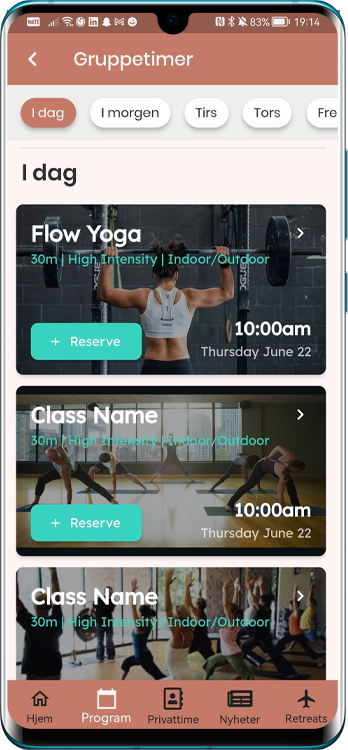 83% 19:14
Gruppetimer
I dag
I morgen
Tirs
Tors
Fre
I dag
Flow Yoga
30m | High Intensity | Indoor/Outdoor
+ Reserve
10:00am
Thursday June 22
Class Name
30m | High Intensity | Indoor/Outdoor
+ Reserve
10:00am
Thursday June 22
Class Name
30m | High Intensity | Indoor/Outdoor
Hjem
Program
Privattime
Nyheter
Retreats